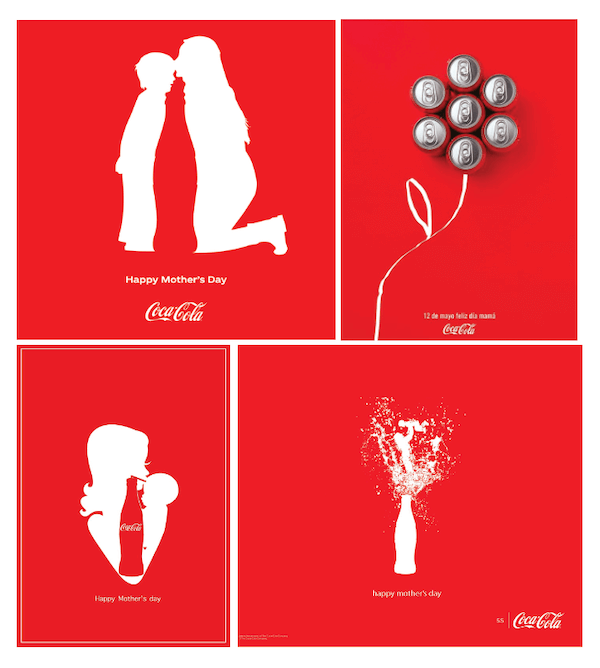 Happy Mother's Day
Coca-Cola
12 de mayo feliz día mamá
Coca-Cola
Coca-Cola
Happy Mother's day
happy mother's day
Coca-Cola